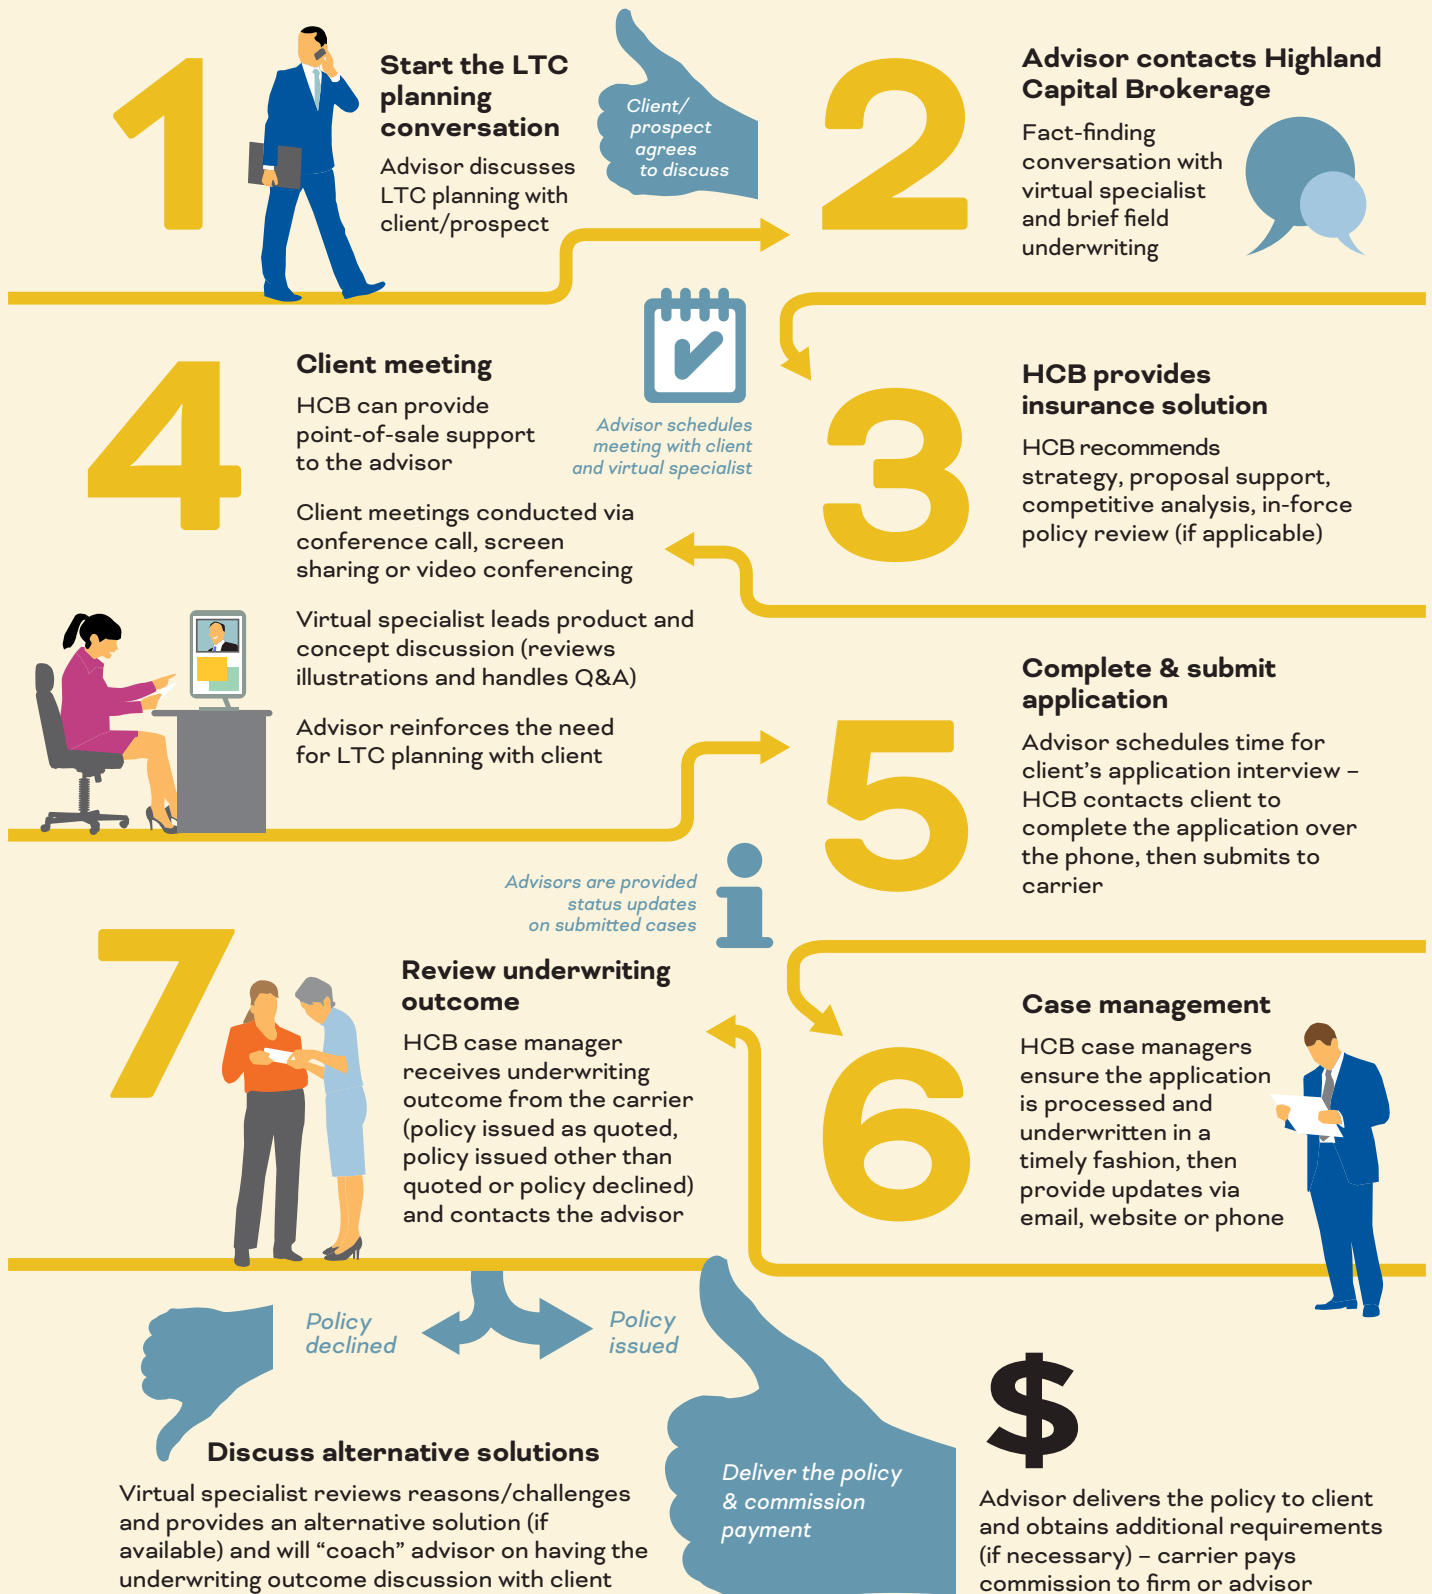 1
Start the LTC
planning
conversation
Advisor discusses
LTC planning with
client/prospect
Client/
prospect
agrees
to discuss
2
Advisor contacts Highland
Capital Brokerage
Fact-finding
conversation with
virtual specialist
and brief field
underwriting
3
HCB provides
insurance solution
HCB recommends
strategy, proposal support,
competitive analysis, in-force
policy review (if applicable)
Advisor schedules
meeting with client
and virtual specialist
4
Client meeting
HCB can provide
point-of-sale support
to the advisor
Client meetings conducted via
conference call, screen
sharing or video conferencing
Virtual specialist leads product and
concept discussion (reviews
illustrations and handles Q&A)
Advisor reinforces the need
for LTC planning with client
5
Complete & submit
application
Advisor schedules time for
client's application interview –
HCB contacts client to
complete the application over
the phone, then submits to
carrier
Advisors are provided
status updates
on submitted cases
6
Case management
HCB case managers
ensure the application
is processed and
underwritten in a
timely fashion, then
provide updates via
email, website or phone
7
Review underwriting
outcome
HCB case manager
receives underwriting
outcome from the carrier
(policy issued as quoted,
policy issued other than
quoted or policy declined)
and contacts the advisor
Policy
declined
Policy
issued
Discuss alternative solutions
Virtual specialist reviews reasons/challenges
and provides an alternative solution (if
available) and will “coach” advisor on having the
underwriting outcome discussion with client
Deliver the policy
& commission
payment
$
Advisor delivers the policy to client
and obtains additional requirements
(if necessary) – carrier pays
commission to firm or advisor